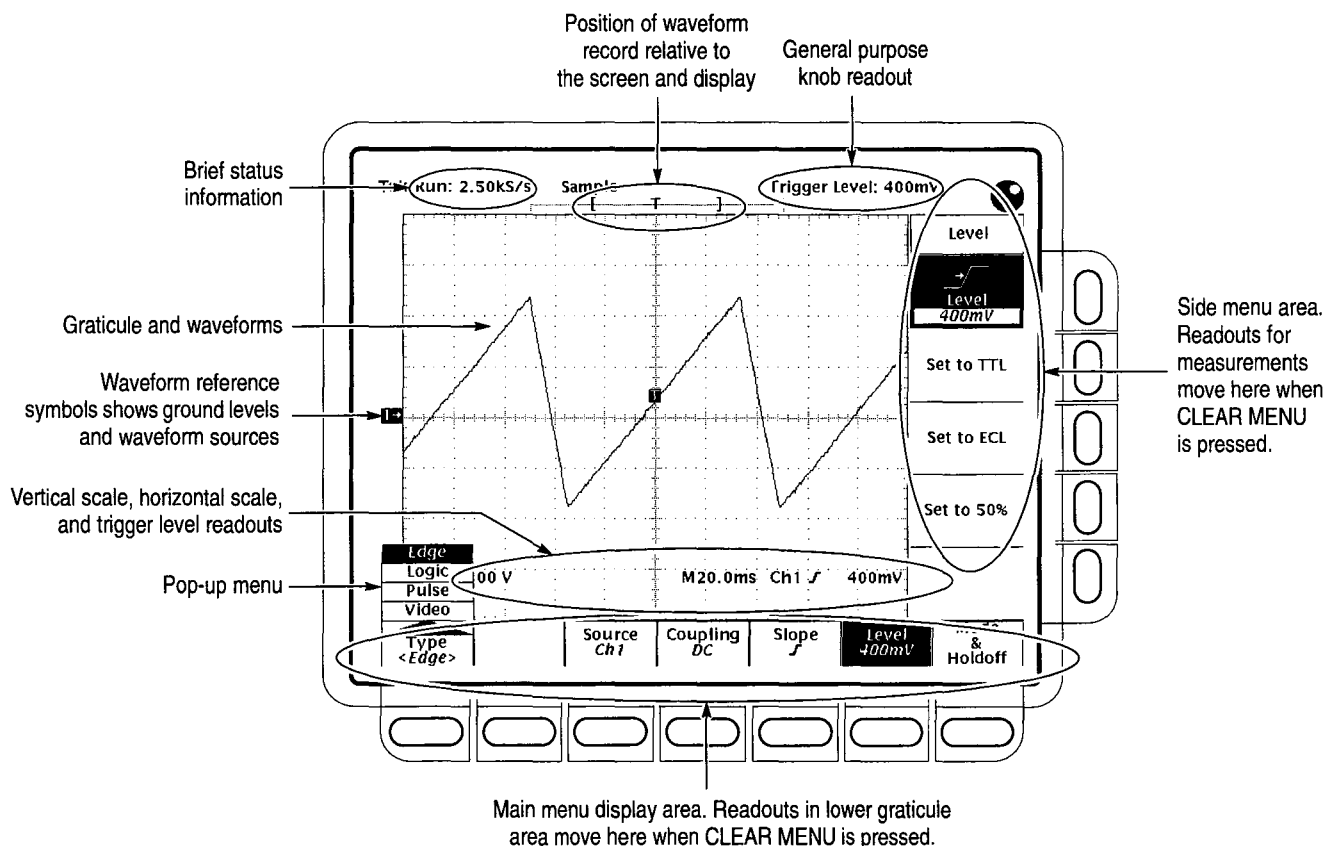 Position of waveform
record relative to
the screen and display
General purpose
knob readout
Brief status
information
Run: 2.50kS/s
Sample
Trigger Level: 400mV
[ T ]
Graticule and waveforms
Waveform reference
symbols shows ground levels
and waveform sources
Vertical scale, horizontal scale,
and trigger level readouts
Pop-up menu
Level
Level
400mV
Set to TTL
Set to ECL
Set to 50%
Side menu area.
Readouts for
measurements
move here when
CLEAR MENU
is pressed.
Edge
Logic
Pulse
Video
00 V M20.0ms Ch1 400mV
Type
<Edge>
Source
Ch1
Coupling
DC
Slope
Level
400mV
&
Holdoff
Main menu display area. Readouts in lower graticule
area move here when CLEAR MENU is pressed.